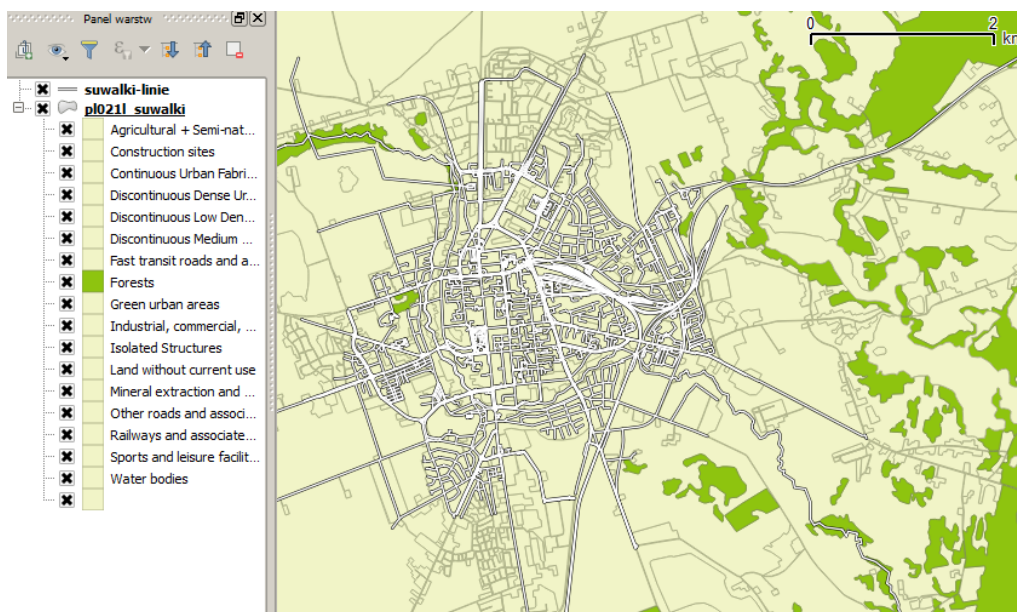 Panel warstw
suwalki-linie
pl021l_suwalki
Agricultural + Semi-nat...
Construction sites
Continuous Urban Fabri...
Discontinuous Dense Ur...
Discontinuous Low Den...
Discontinuous Medium ...
Fast transit roads and a...
Forests
Green urban areas
Industrial, commercial, ...
Isolated Structures
Land without current use
Mineral extraction and ...
Other roads and associ...
Railways and associate...
Sports and leisure facilit...
Water bodies
0 2
km